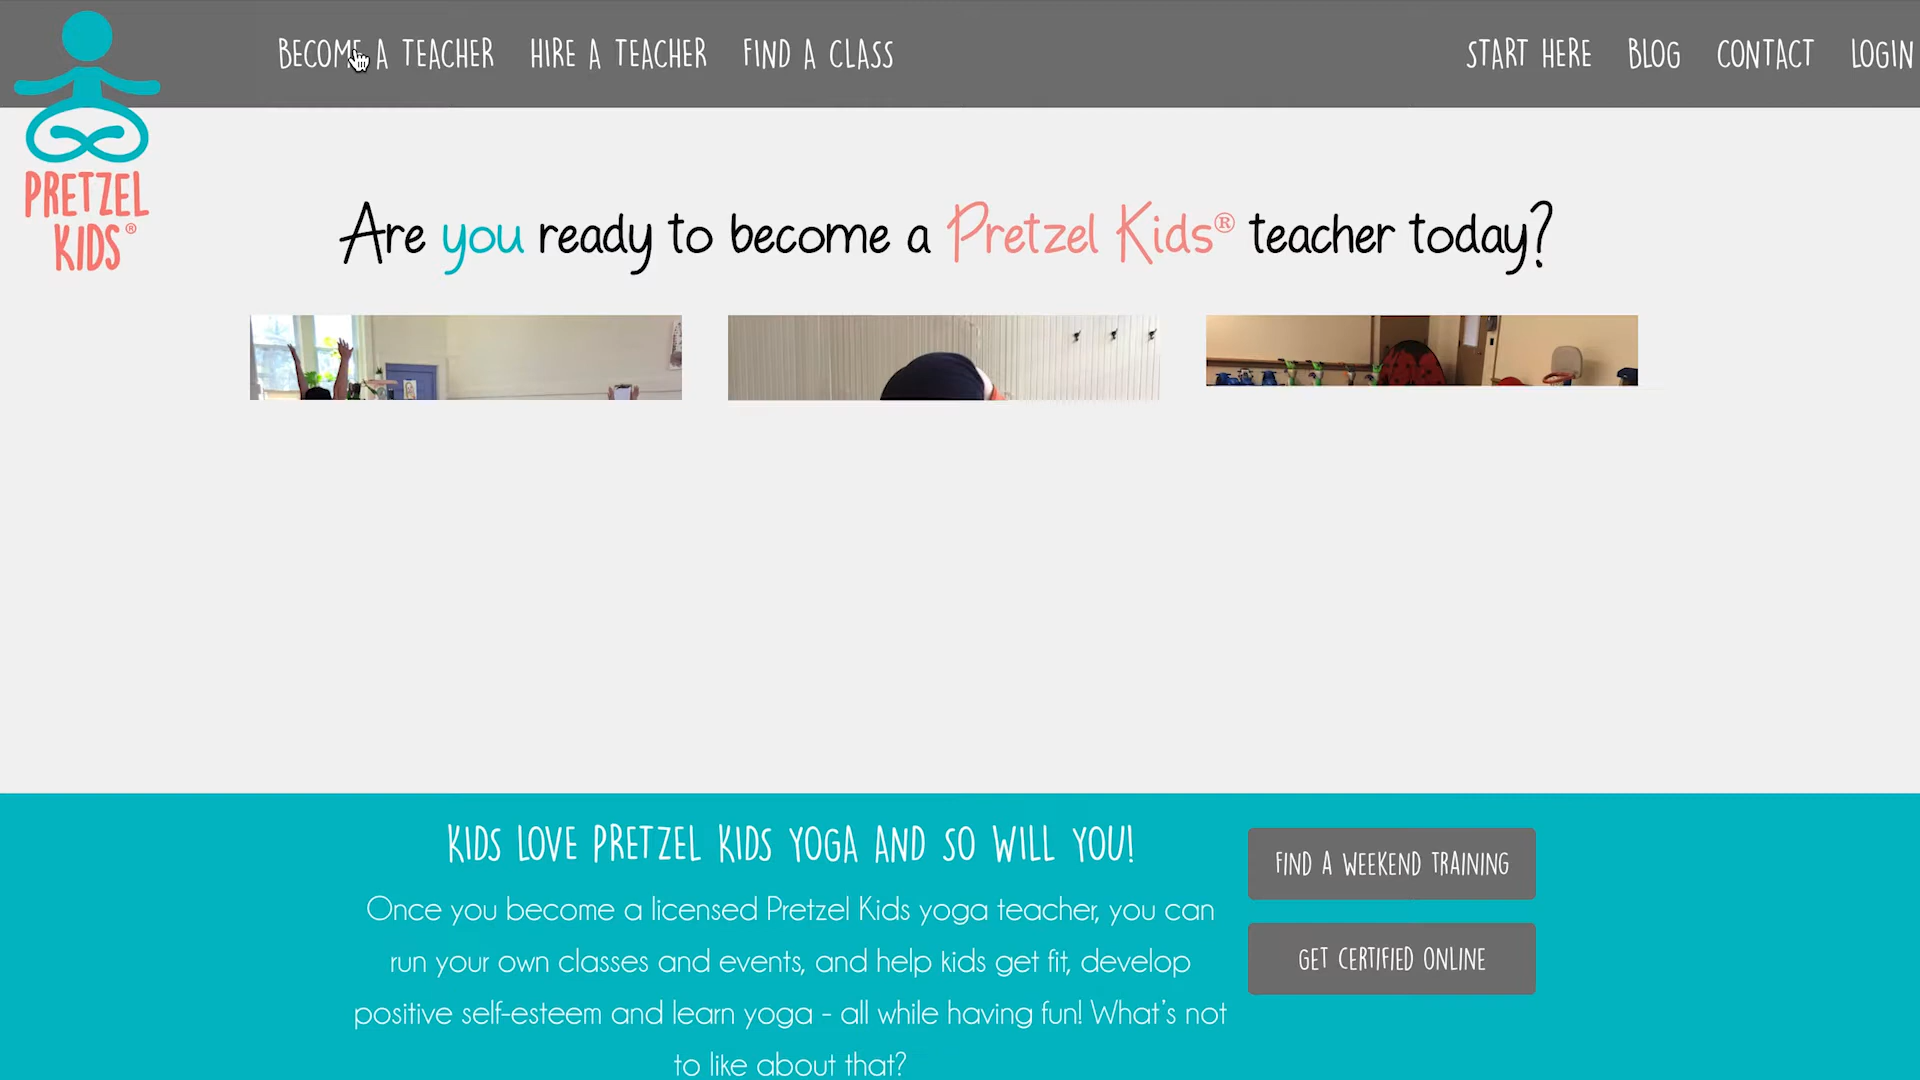 BECOME A TEACHER HIRE A TEACHER FIND A CLASS START HERE BLOG CONTACT LOGIN
PRETZEL
KIDS®
Are you ready to become a Pretzel Kids® teacher today?
KIDS LOVE PRETZEL KIDS YOGA AND SO WILL YOU!
Once you become a licensed Pretzel Kids yoga teacher, you can
run your own classes and events, and help kids get fit, develop
positive self-esteem and learn yoga - all while having fun! What's not
to like about that?
FIND A WEEKEND TRAINING
GET CERTIFIED ONLINE